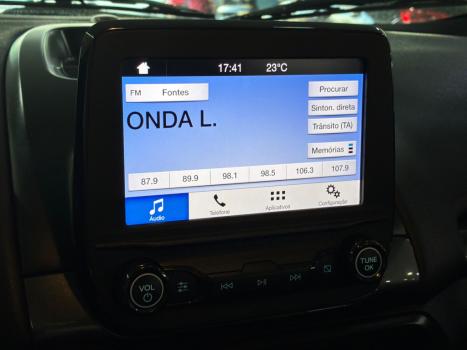 17:41 23°C
FM Fontes Procurar
ONDA L. Sinton. direta
Trânsito (TA)
Memórias
87.9 89.9 98.1 98.5 106.3 107.9
Áudio Telefone Aplicativos Configuração
VOL
TUNE
OK